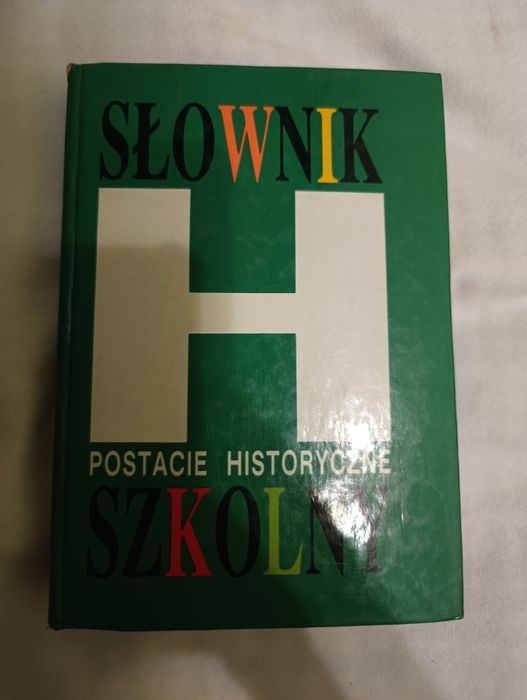 SŁOWNIK
H
POSTACIE HISTORYCZNE
SZKOLNY